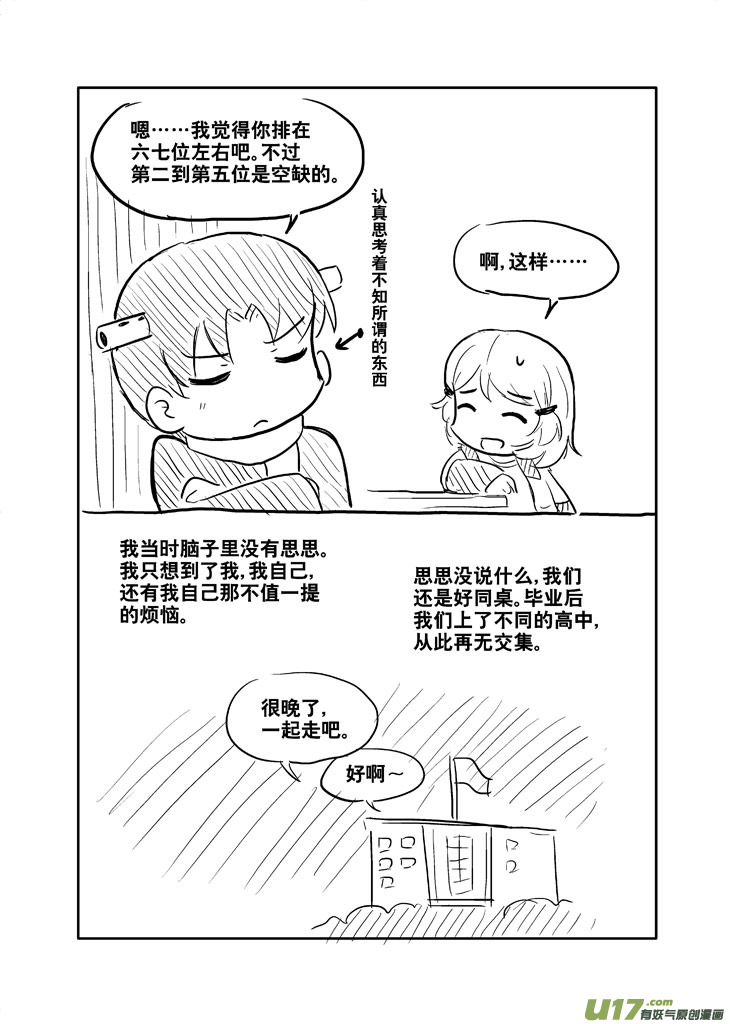 嗯……我觉得你排在
六七位左右吧。不过
第二到第五位是空缺的。
认真思考着不知所谓的东西
啊,这样……
我当时脑子里没有思思。
我只想到了我,我自己,
还有我自己那不值一提
的烦恼。
思思没说什么,我们
还是好同桌。毕业后
我们上了不同的高中,
从此再无交集。
很晚了,
一起走吧。
好啊～
U17.com
有妖气原创漫画